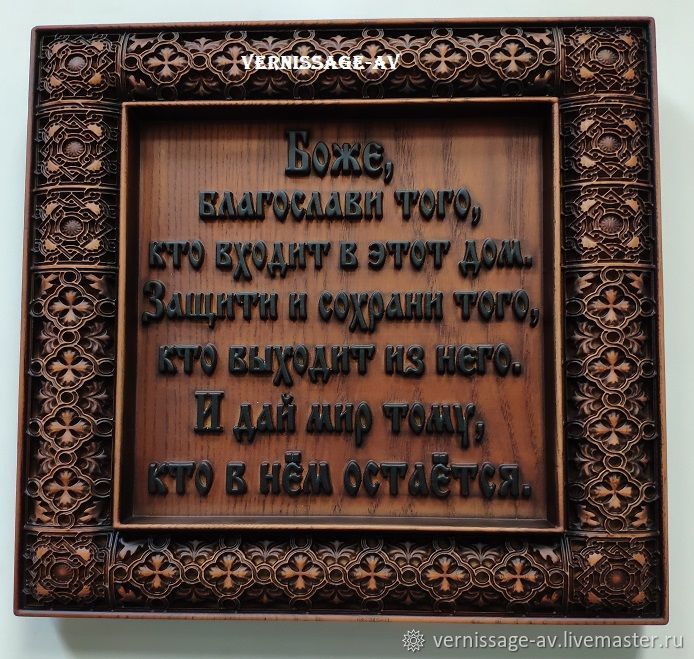 VERNISSAGE-AV
Боже,
благослави того,
кто входит в этот дом.
Защити и сохрани того,
кто выходит из него.
И дай мир тому,
кто в нём остаётся.
vernissage-av.livemaster.ru